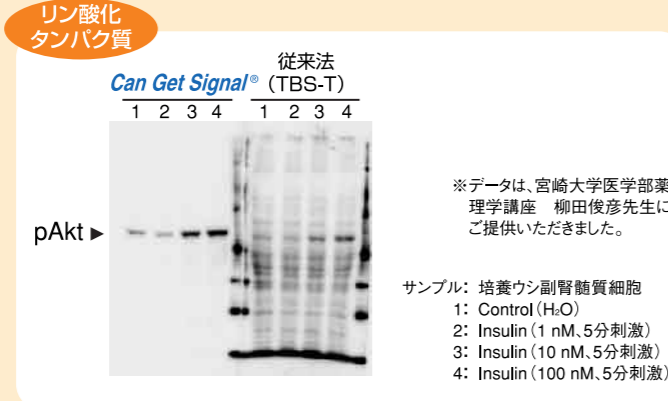 リン酸化
タンパク質
従来法
Can Get Signal® (TBS-T)
1 2 3 4 1 2 3 4
pAkt ►
※データは、宮崎大学医学部薬
理学講座 柳田俊彦先生に
ご提供いただきました。
サンプル：培養ウシ副腎髄質細胞
1：Control（H₂O）
2：Insulin（1 nM、5分刺激）
3：Insulin（10 nM、5分刺激）
4：Insulin（100 nM、5分刺激）